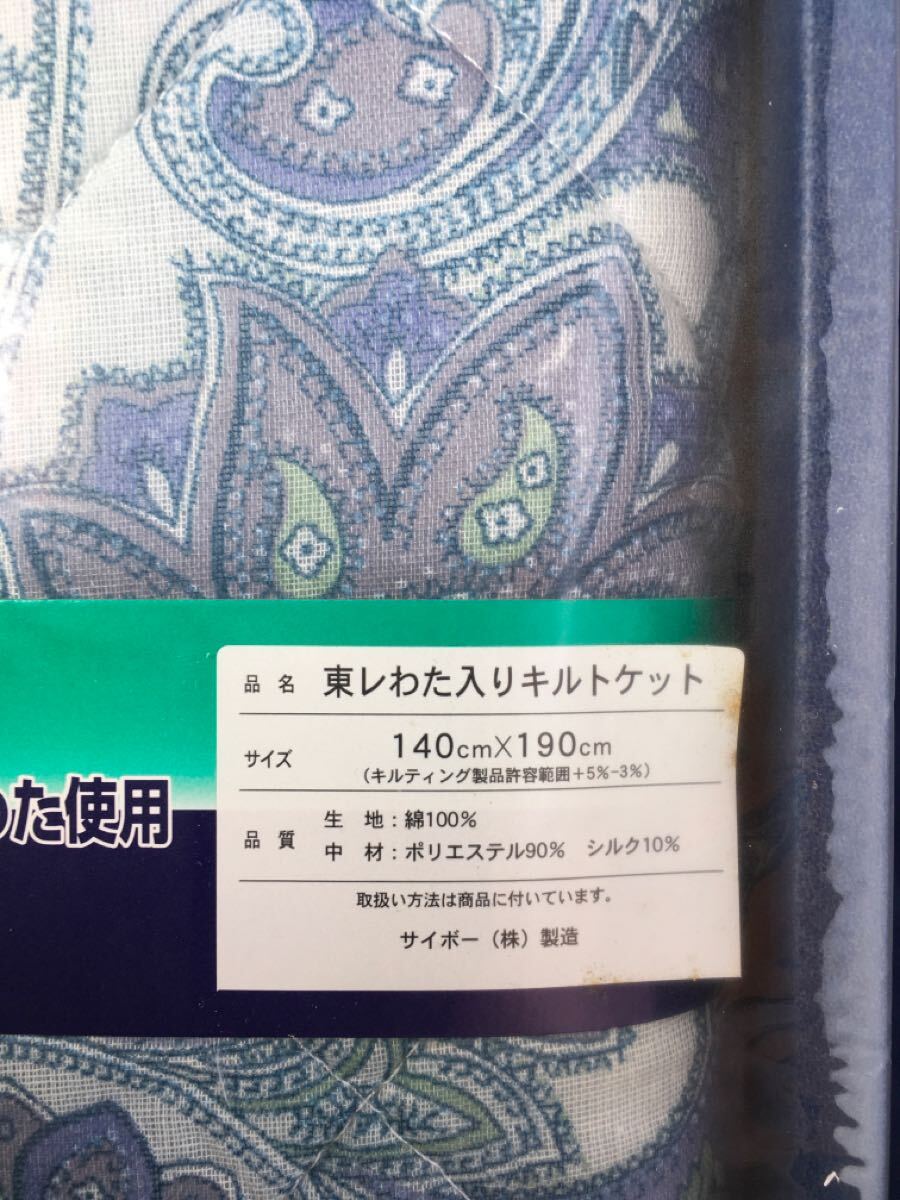 品名 東レわた入りキルトケット
サイズ 140cm×190cm
(キルティング製品許容範囲+5%-3%)
品質 生地:綿100%
中材:ポリエステル90% シルク10%
取扱い方法は商品に付いています。
サイボー(株)製造
わた使用